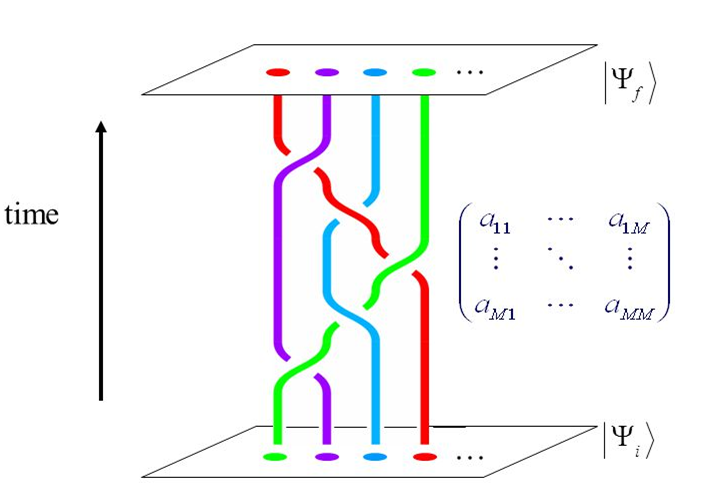 … |Ψ_f⟩
time
a_11 ⋯ a_1M
⋮ ⋱ ⋮
a_M1 ⋯ a_MM
… |Ψ_i⟩